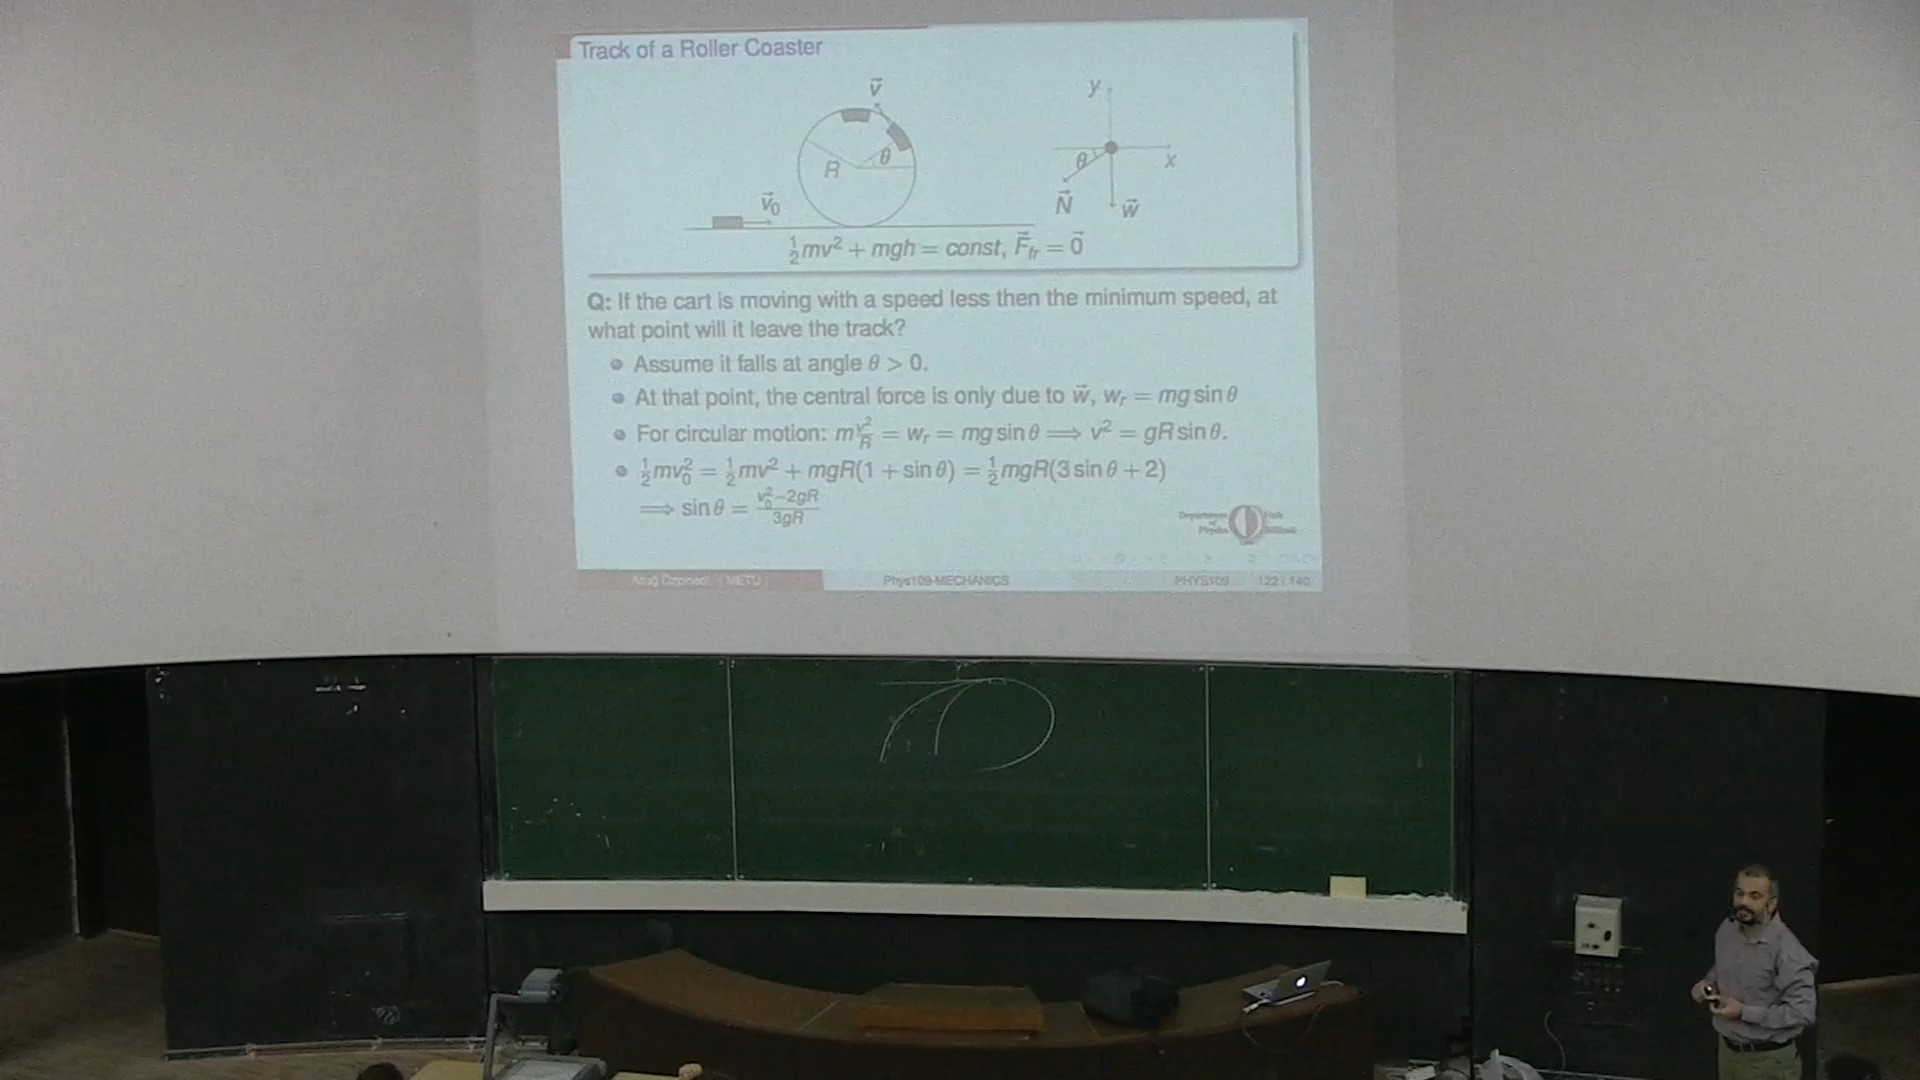 Track of a Roller Coaster
v⃗
y
R
θ
θ
x
v⃗₀
N⃗
w⃗
½mv² + mgh = const, F⃗fr = 0⃗
Q: If the cart is moving with a speed less then the minimum speed, at
what point will it leave the track?
Assume it falls at angle θ > 0.
At that point, the central force is only due to w⃗, wᵣ = mg sin θ
For circular motion: m v²/R = wᵣ = mg sin θ ⟹ v² = gR sin θ.
½mv₀² = ½mv² + mgR(1 + sin θ) = ½mgR(3 sin θ + 2)
⟹ sin θ = (v₀² − 2gR)/(3gR)
Phys109-MECHANICS
PHYS109
122 / 140